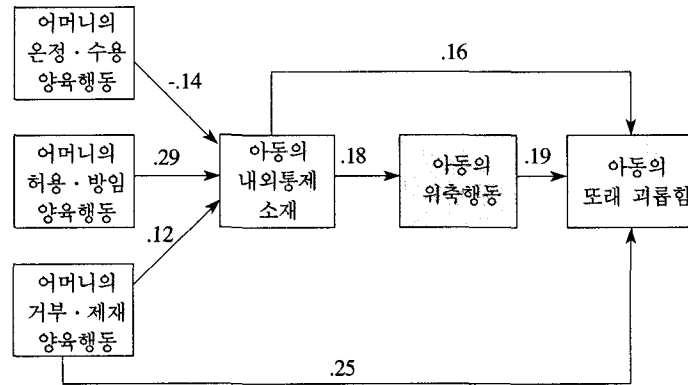 어머니의
온정·수용
양육행동
-.14
.16
어머니의
허용·방임
양육행동
.29
아동의
내외통제
소재
.18
아동의
위축행동
.19
아동의
또래 괴롭힘
.12
어머니의
거부·제재
양육행동
.25